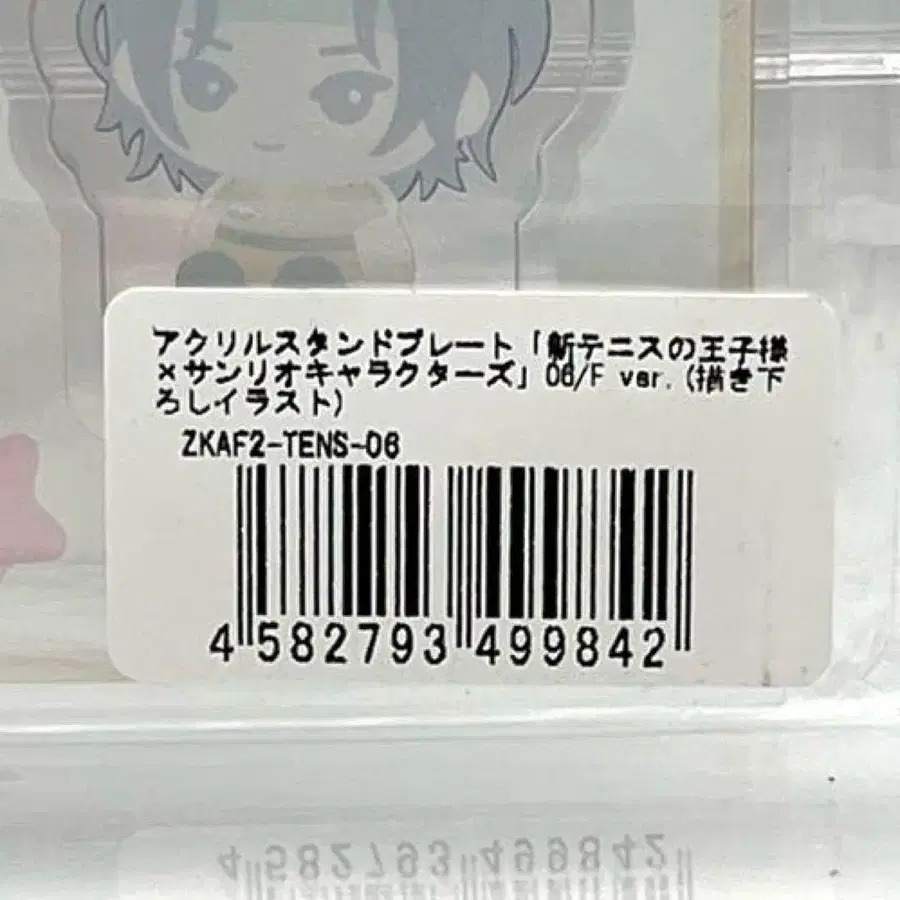 アクリルスタンドプレート「新テニスの王子様
×サンリオキャラクターズ」06/F ver.(描き下
ろしイラスト)
ZKAF2-TENS-06
4 582793 499842